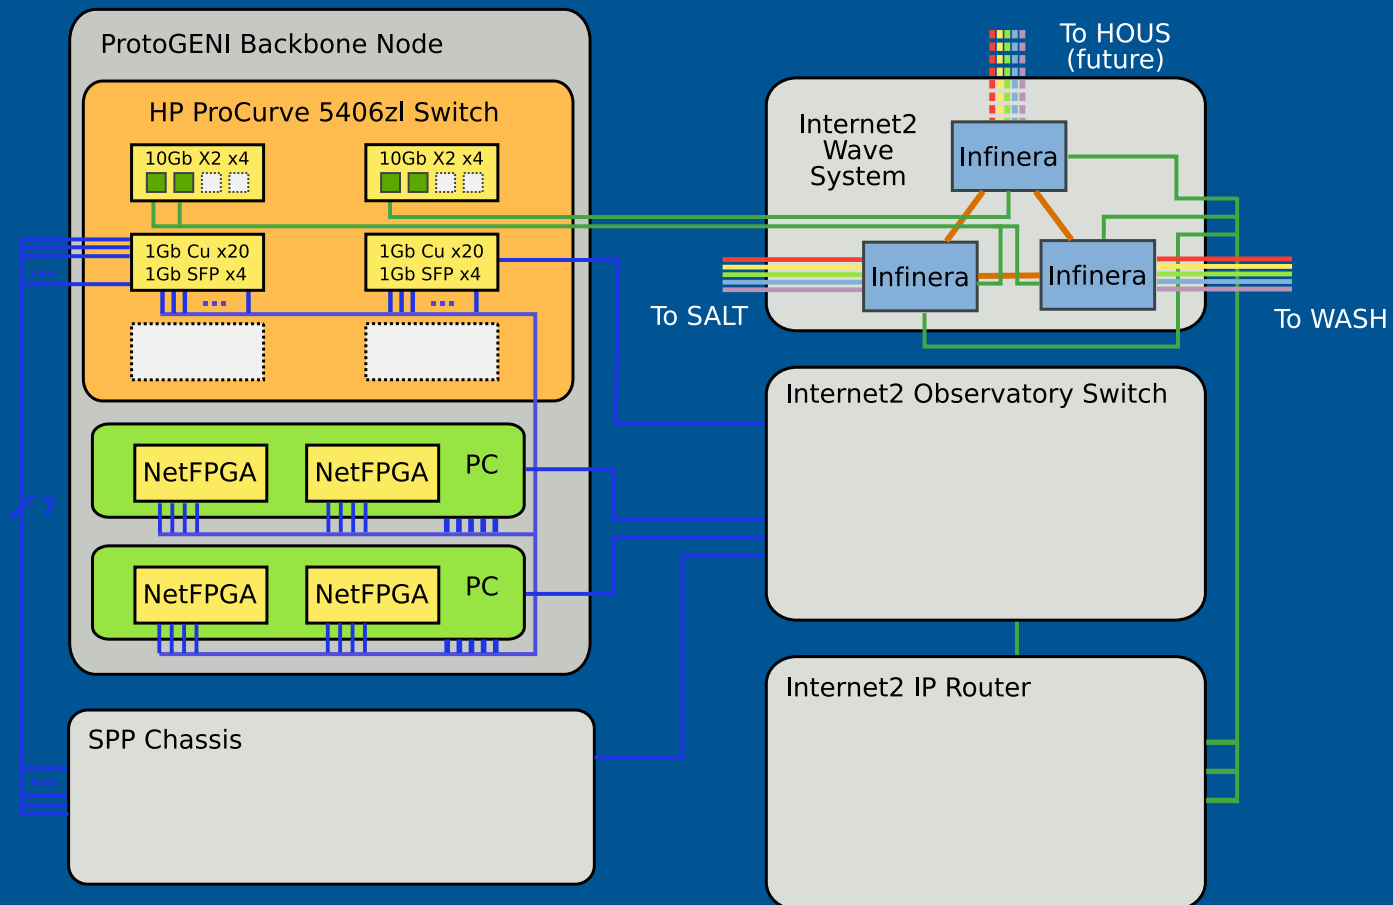 ProtoGENI Backbone Node
HP ProCurve 5406zl Switch
10Gb X2 x4
10Gb X2 x4
1Gb Cu x20
1Gb SFP x4
1Gb Cu x20
1Gb SFP x4
NetFPGA
NetFPGA
PC
NetFPGA
NetFPGA
PC
7
SPP Chassis
To HOUS
(future)
Internet2
Wave
System
Infinera
Infinera
Infinera
To SALT
To WASH
Internet2 Observatory Switch
Internet2 IP Router